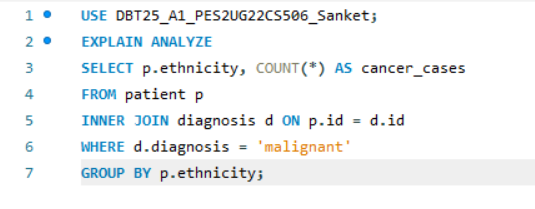 1 USE DBT25_A1_PES2UG22CS506_Sanket;
2 EXPLAIN ANALYZE
3 SELECT p.ethnicity, COUNT(*) AS cancer_cases
4 FROM patient p
5 INNER JOIN diagnosis d ON p.id = d.id
6 WHERE d.diagnosis = 'malignant'
7 GROUP BY p.ethnicity;